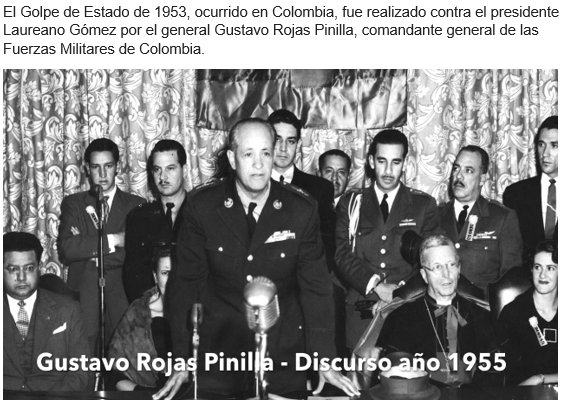 El Golpe de Estado de 1953, ocurrido en Colombia, fue realizado contra el presidente
Laureano Gómez por el general Gustavo Rojas Pinilla, comandante general de las
Fuerzas Militares de Colombia.
Gustavo Rojas Pinilla - Discurso año 1955